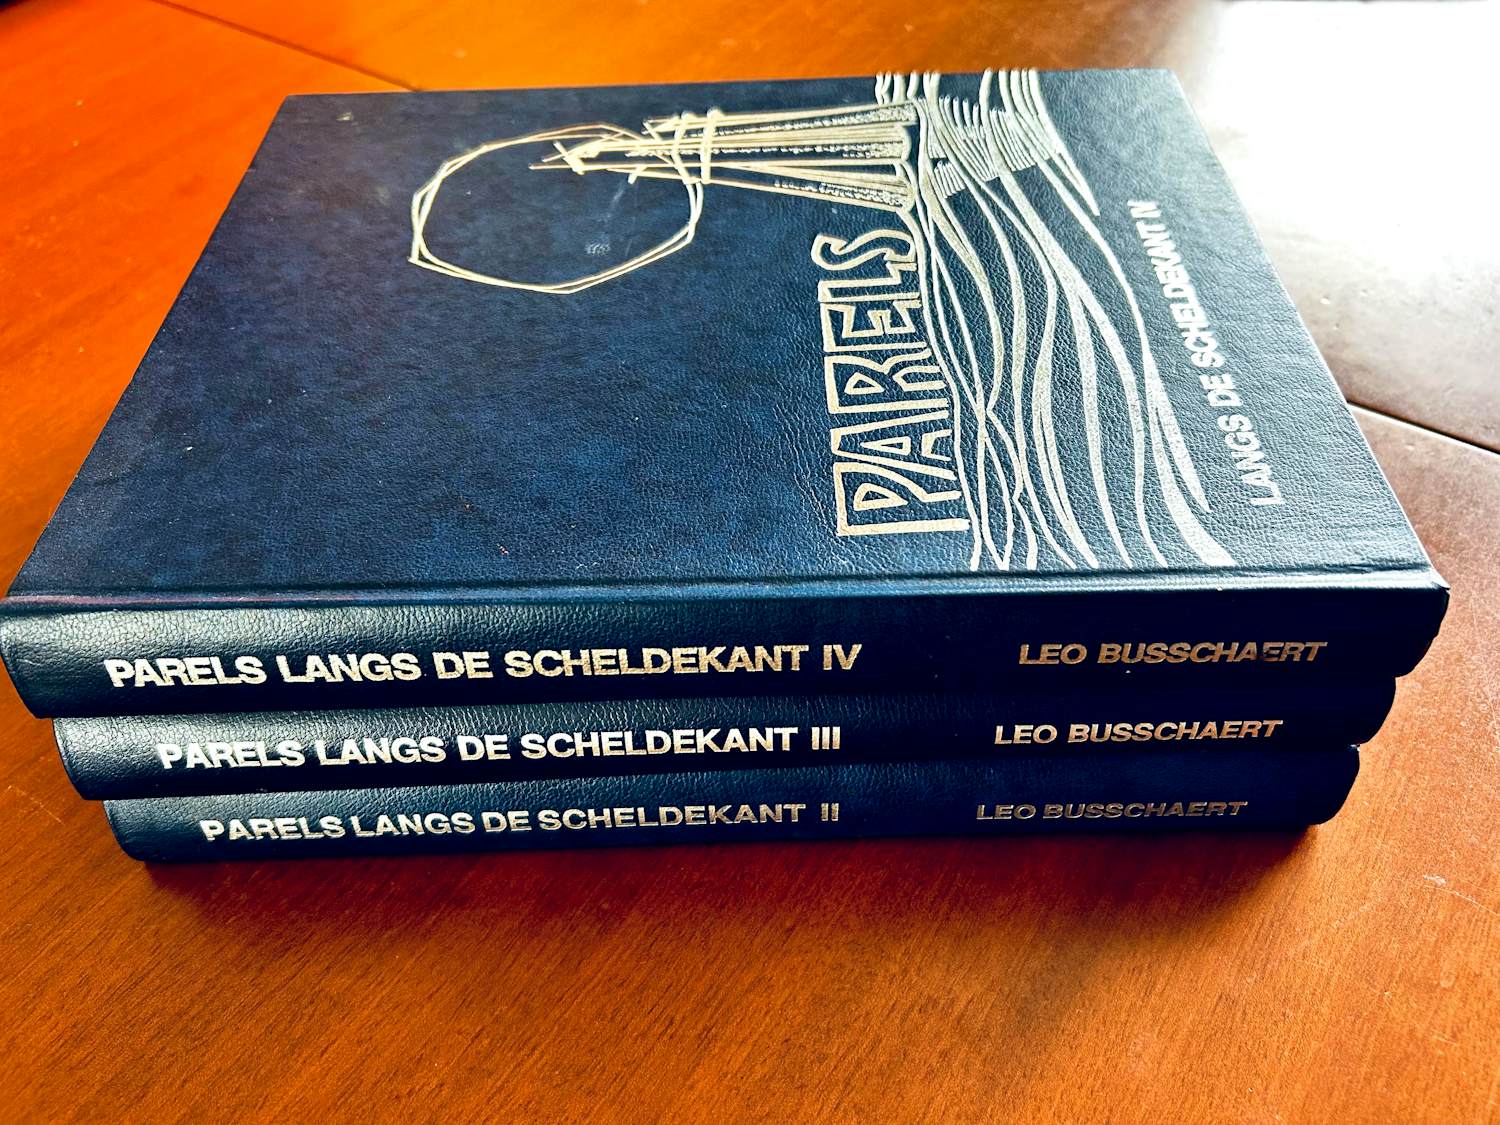 PARELS
LANGS DE SCHELDEKANT IV
PARELS LANGS DE SCHELDEKANT IV LEO BUSSCHAERT
PARELS LANGS DE SCHELDEKANT III LEO BUSSCHAERT
PARELS LANGS DE SCHELDEKANT II LEO BUSSCHAERT